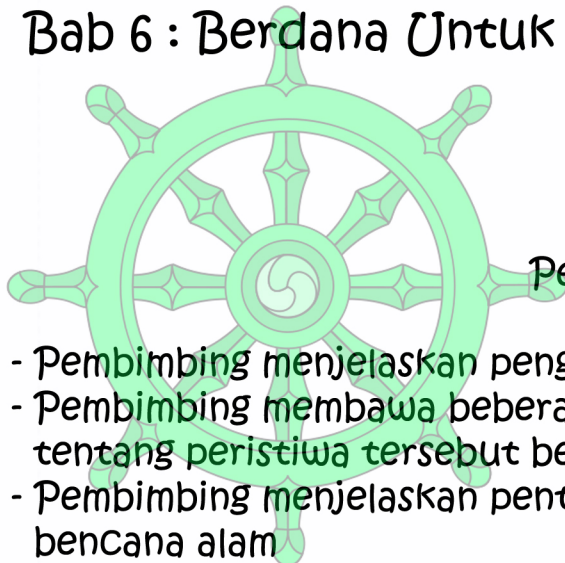 Bab 6 : Berdana Untuk
Pe
- Pembimbing menjelaskan peng
- Pembimbing membawa bebera
tentang peristiwa tersebut be
- Pembimbing menjelaskan pent
bencana alam